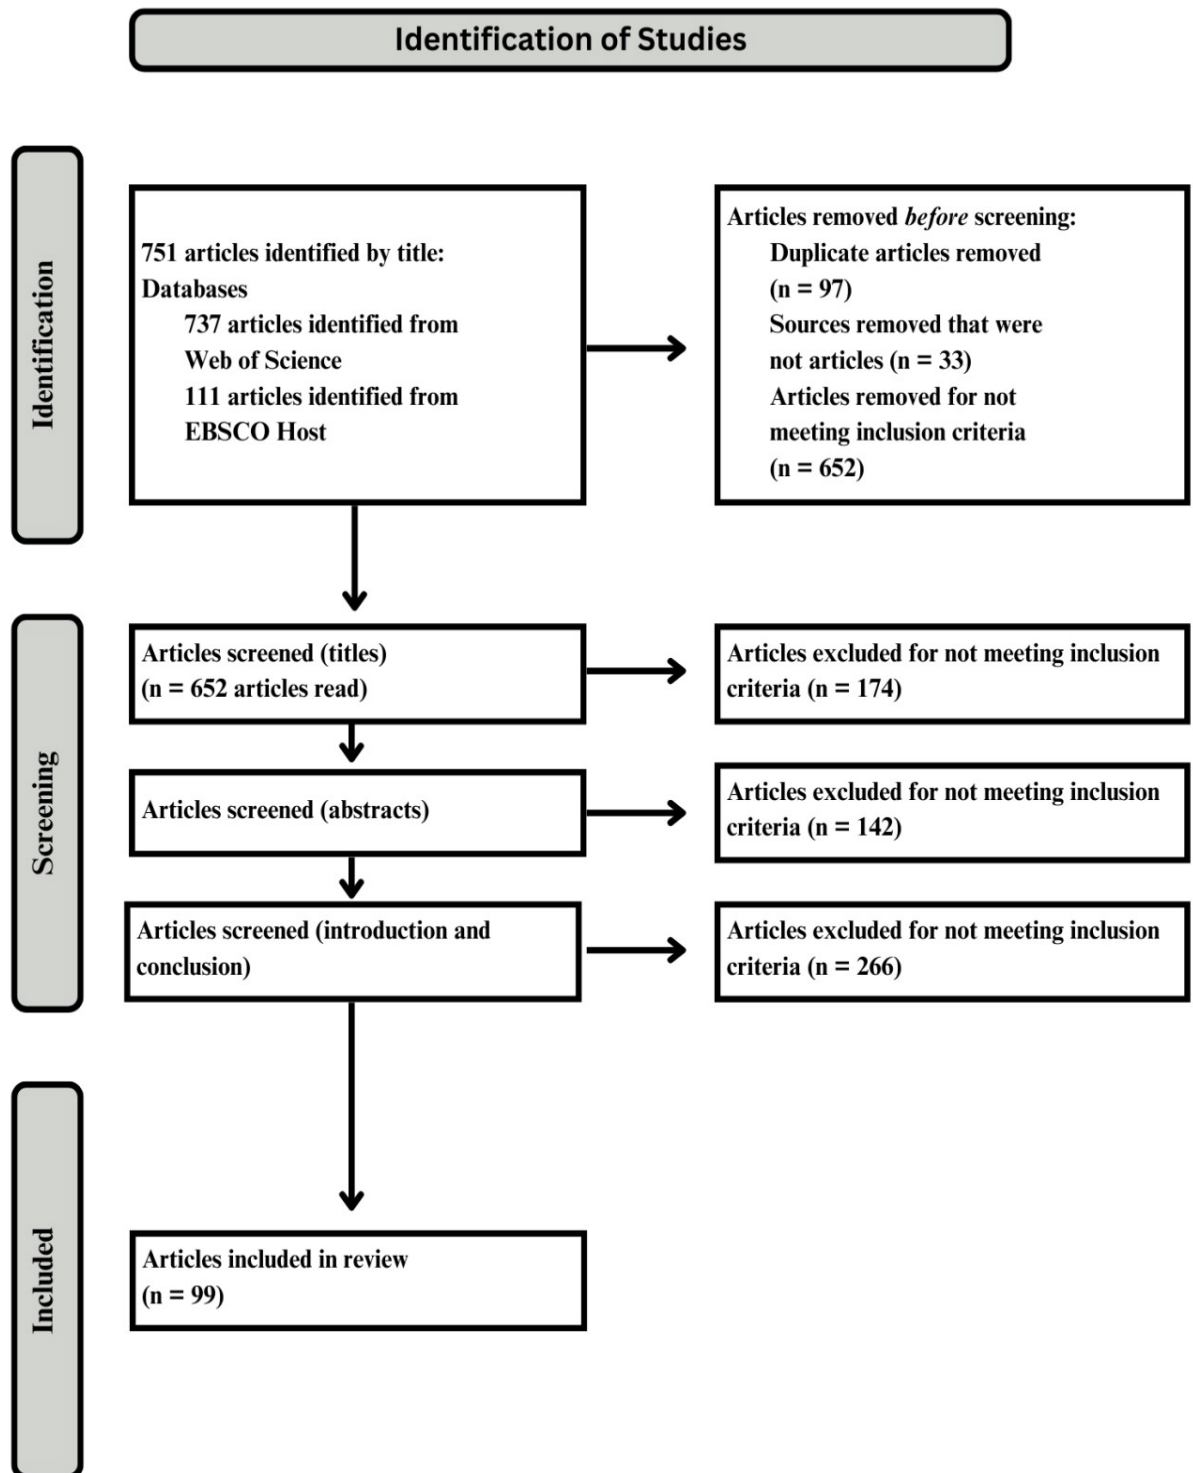 Identification of Studies
Identification
751 articles identified by title:
Databases
737 articles identified from
Web of Science
111 articles identified from
EBSCO Host
Articles removed before screening:
Duplicate articles removed
(n = 97)
Sources removed that were
not articles (n = 33)
Articles removed for not
meeting inclusion criteria
(n = 652)
Screening
Articles screened (titles)
(n = 652 articles read)
Articles excluded for not meeting inclusion
criteria (n = 174)
Articles screened (abstracts)
Articles excluded for not meeting inclusion
criteria (n = 142)
Articles screened (introduction and
conclusion)
Articles excluded for not meeting inclusion
criteria (n = 266)
Included
Articles included in review
(n = 99)